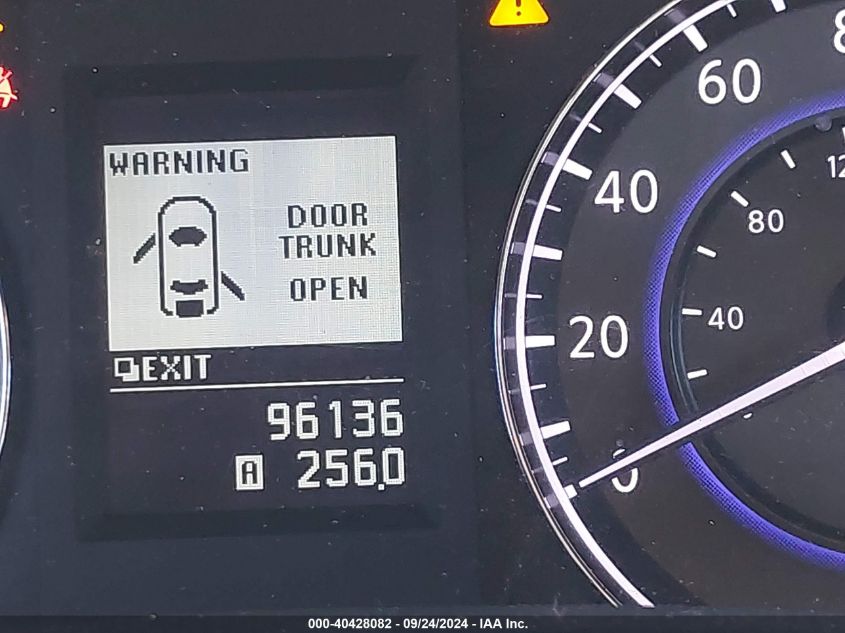 WARNING
DOOR
TRUNK
OPEN
EXIT
96136
A 256.0
0
20
40
60
40
80
000-40428082 - 09/24/2024 - IAA Inc.